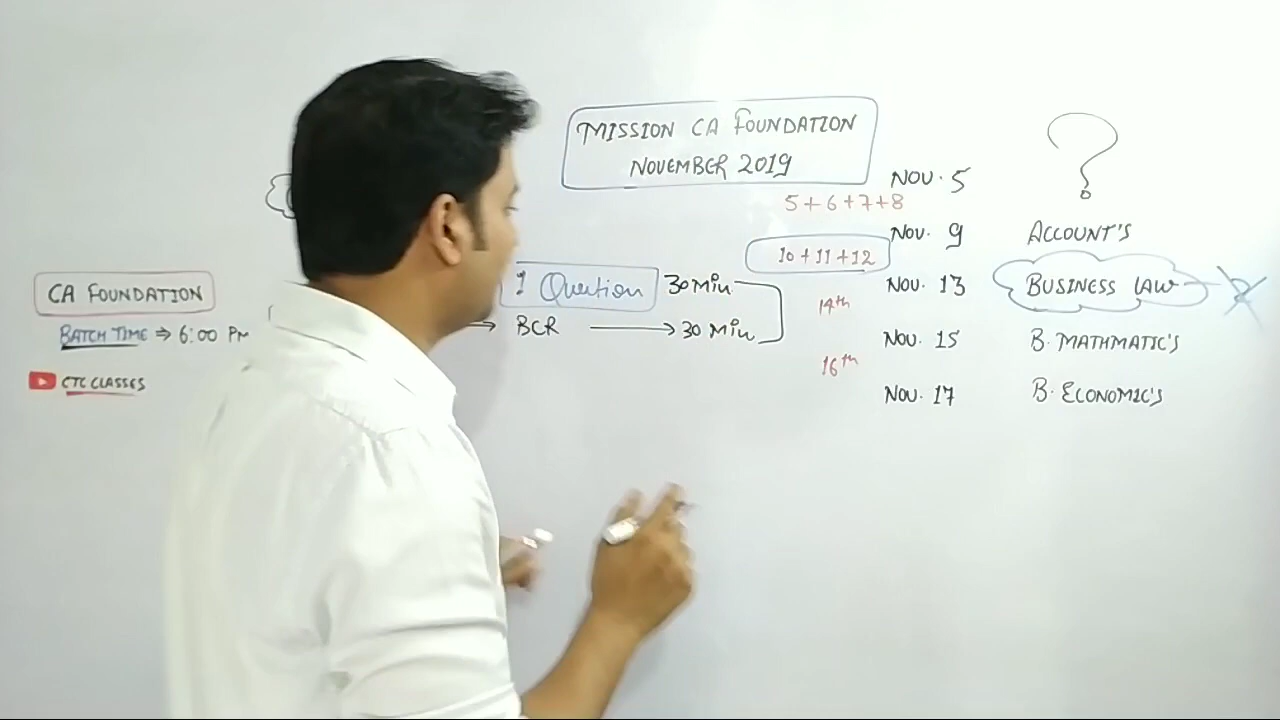 MISSION CA FOUNDATION
NOVEMBER 2019
NOV. 5 ?
5+6+7+8
NOV. 9 ACCOUNT'S
10+11+12
NOV. 13 BUSINESS LAW
14th
NOV. 15 B. MATHMATIC'S
16th
NOV. 17 B. ECONOMIC'S
1 Question 30 Min
BCR → 30 Min
CA FOUNDATION
BATCH TIME ⇒ 6:00 PM
CTC CLASSES